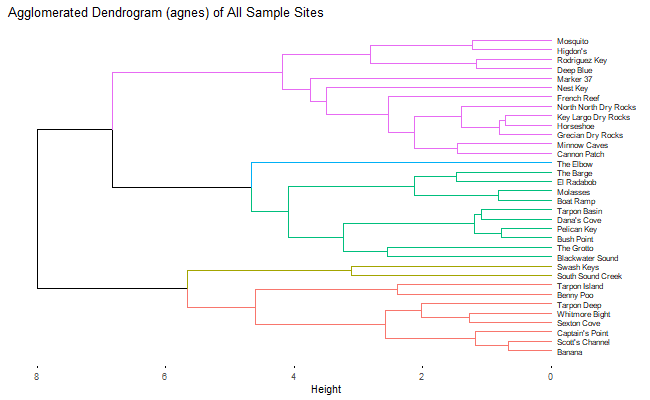 Agglomerated Dendrogram (agnes) of All Sample Sites
Mosquito
Higdon's
Rodriguez Key
Deep Blue
Marker 37
Nest Key
French Reef
North North Dry Rocks
Key Largo Dry Rocks
Horseshoe
Grecian Dry Rocks
Minnow Caves
Cannon Patch
The Elbow
The Barge
El Radabob
Molasses
Boat Ramp
Tarpon Basin
Dana's Cove
Pelican Key
Bush Point
The Grotto
Blackwater Sound
Swash Keys
South Sound Creek
Tarpon Island
Benny Poo
Tarpon Deep
Whitmore Bight
Sexton Cove
Captain's Point
Scott's Channel
Banana
8 6 4 2 0
Height